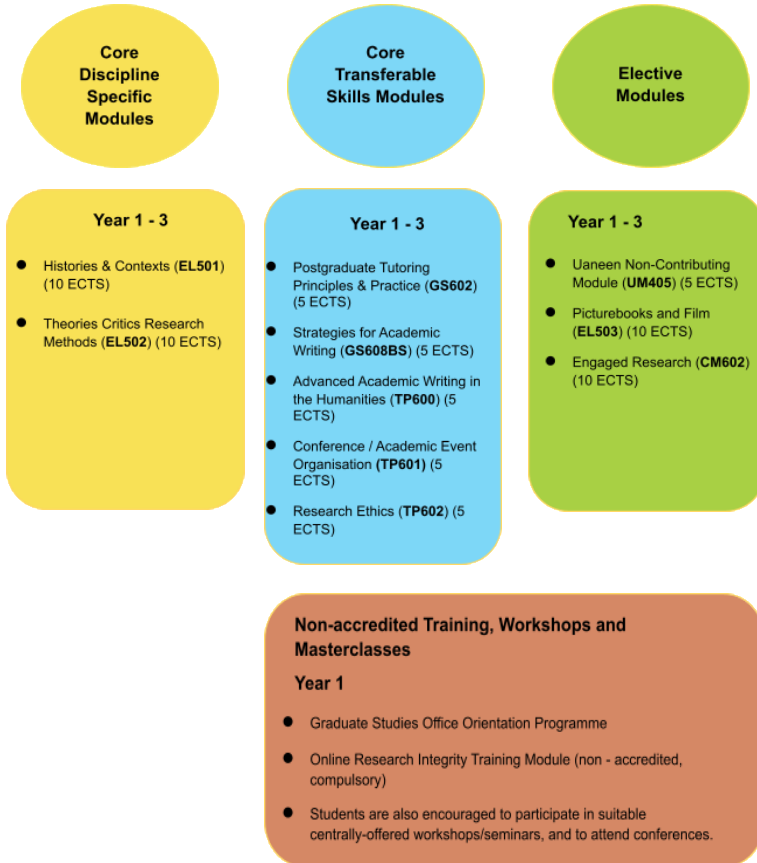 Core
Discipline
Specific
Modules
Core
Transferable
Skills Modules
Elective
Modules
Year 1 - 3
● Histories & Contexts (EL501)
(10 ECTS)
● Theories Critics Research
Methods (EL502) (10 ECTS)
Year 1 - 3
● Postgraduate Tutoring
Principles & Practice (GS602)
(5 ECTS)
● Strategies for Academic
Writing (GS608BS) (5 ECTS)
● Advanced Academic Writing in
the Humanities (TP600) (5
ECTS)
● Conference / Academic Event
Organisation (TP601) (5
ECTS)
● Research Ethics (TP602) (5
ECTS)
Year 1 - 3
● Uaneen Non-Contributing
Module (UM405) (5 ECTS)
● Picturebooks and Film
(EL503) (10 ECTS)
● Engaged Research (CM602)
(10 ECTS)
Non-accredited Training, Workshops and
Masterclasses
Year 1
● Graduate Studies Office Orientation Programme
● Online Research Integrity Training Module (non - accredited,
compulsory)
● Students are also encouraged to participate in suitable
centrally-offered workshops/seminars, and to attend conferences.